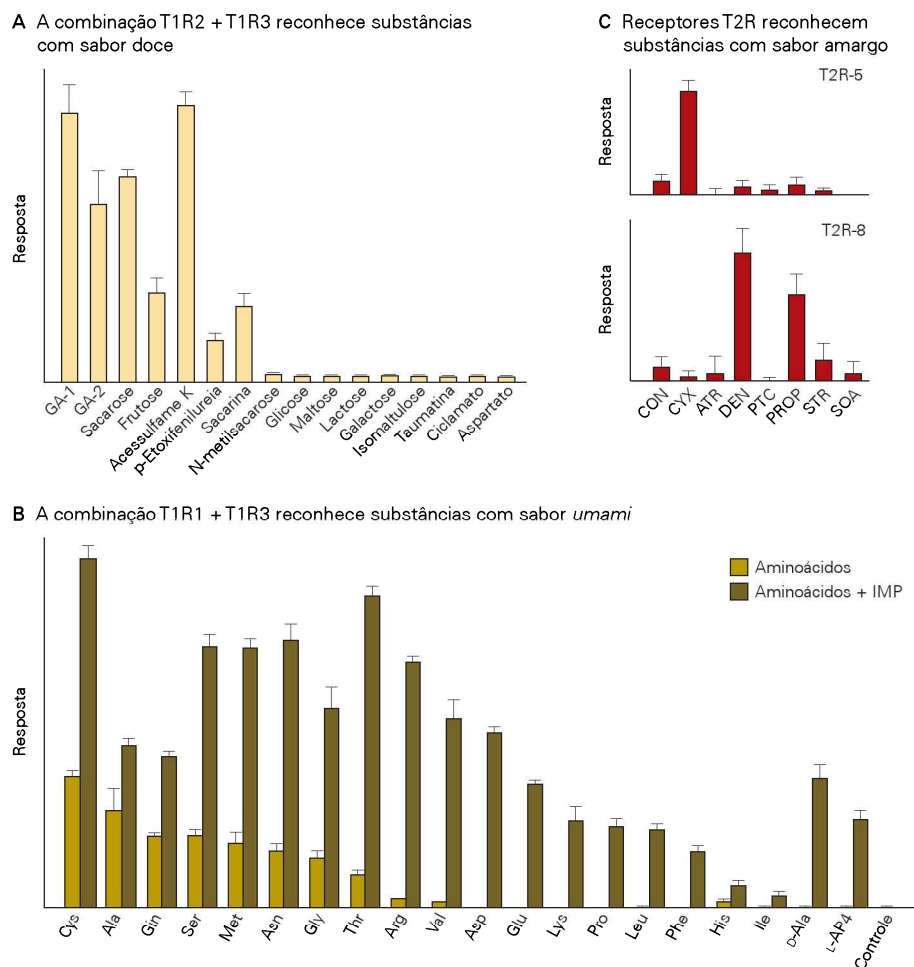 A A combinação T1R2 + T1R3 reconhece substâncias
com sabor doce
Resposta
GA-1
GA-2
Sacarose
Frutose
Acessulfame K
p-Etoxifenilureia
Sacarina
N-metilsacarose
Glicose
Maltose
Lactose
Galactose
Isomaltulose
Taumatina
Ciclamato
Aspartato
C Receptores T2R reconhecem
substâncias com sabor amargo
T2R-5
Resposta
T2R-8
Resposta
CON
CYX
ATR
DEN
PTC
PROP
STR
SOA
B A combinação T1R1 + T1R3 reconhece substâncias com sabor umami
Resposta
Aminoácidos
Aminoácidos + IMP
Cys
Ala
Gin
Ser
Met
Asn
Gly
Thr
Arg
Val
Asp
Glu
Lys
Pro
Leu
Phe
His
Ile
D-Ala
L-AP4
Controle